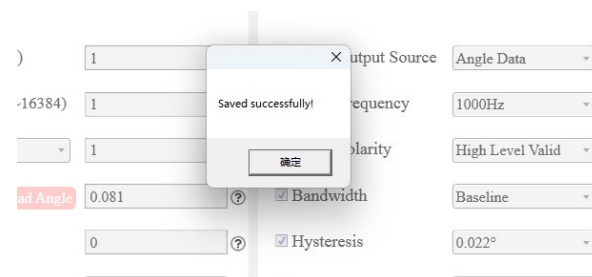 )
1
utput Source
Angle Data
Saved successfully!
~16384)
1
equency
1000Hz
1
olarity
High Level Valid
确定
ad Angle
0.081
?
Bandwidth
Baseline
0
?
Hysteresis
0.022°